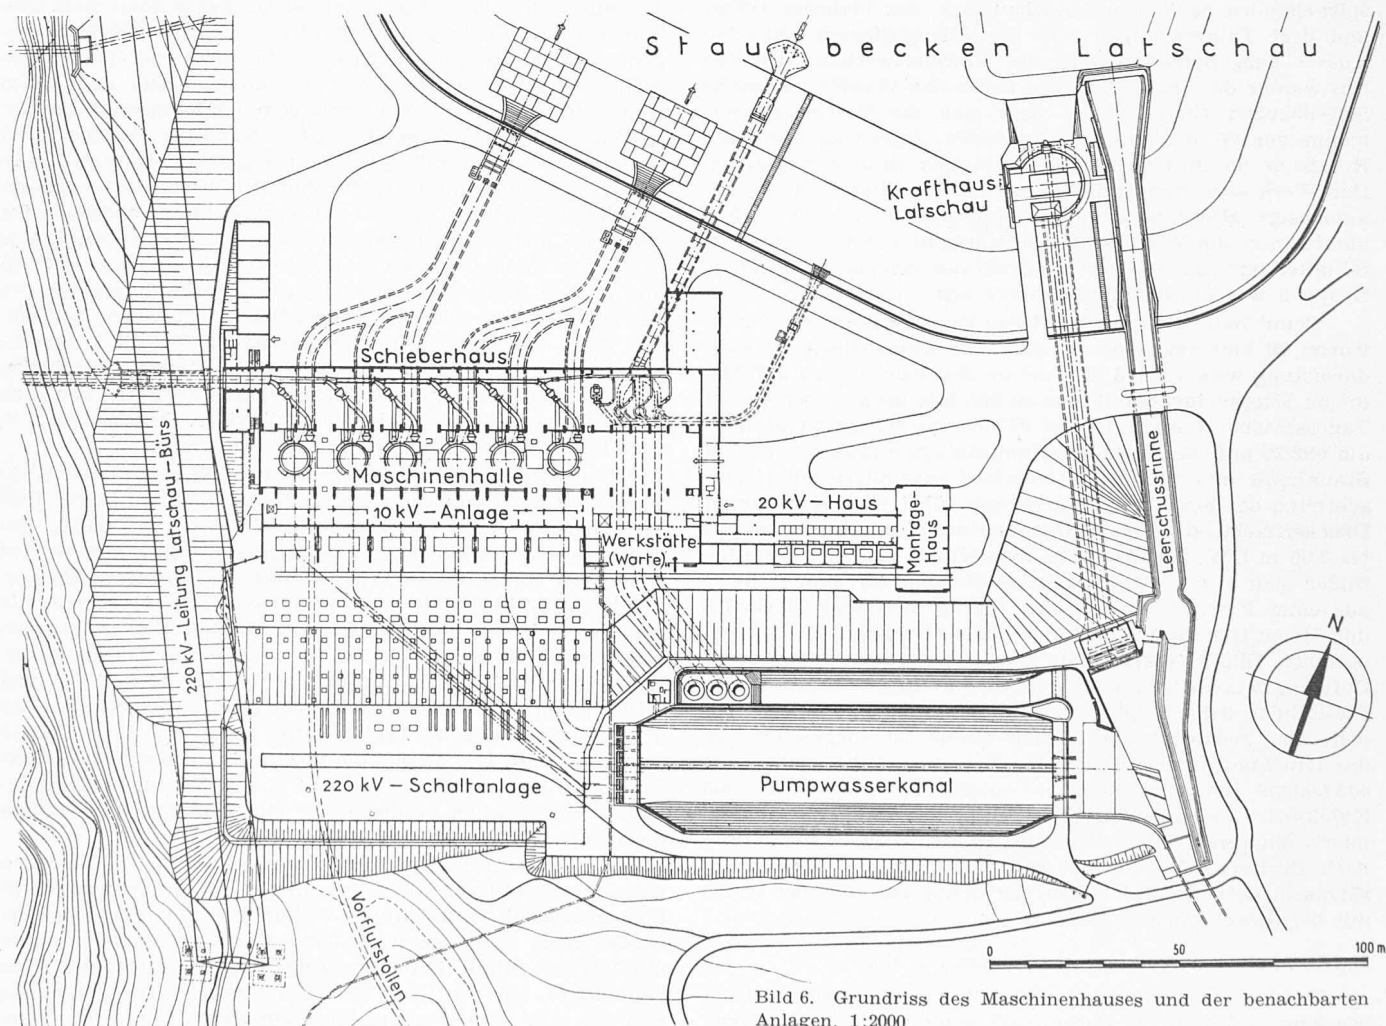 Staubecken Latschau
Krafthaus
Latschau
Schieberhaus
Maschinenhalle
10 kV – Anlage
20 kV – Haus
Werkstätte
(Warte)
Montage-
Haus
Leerschussrinne
220 kV – Leitung Latschau – Bürs
N
220 kV – Schaltanlage
Pumpwasserkanal
Vorflutstollen
0 50 100 m
Bild 6. Grundriss des Maschinenhauses und der benachbarten
Anlagen. 1:2000